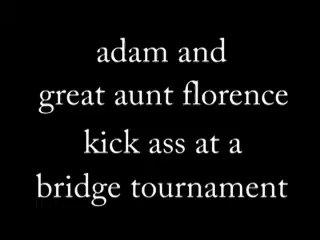 adam and
great aunt florence
kick ass at a
bridge tournament